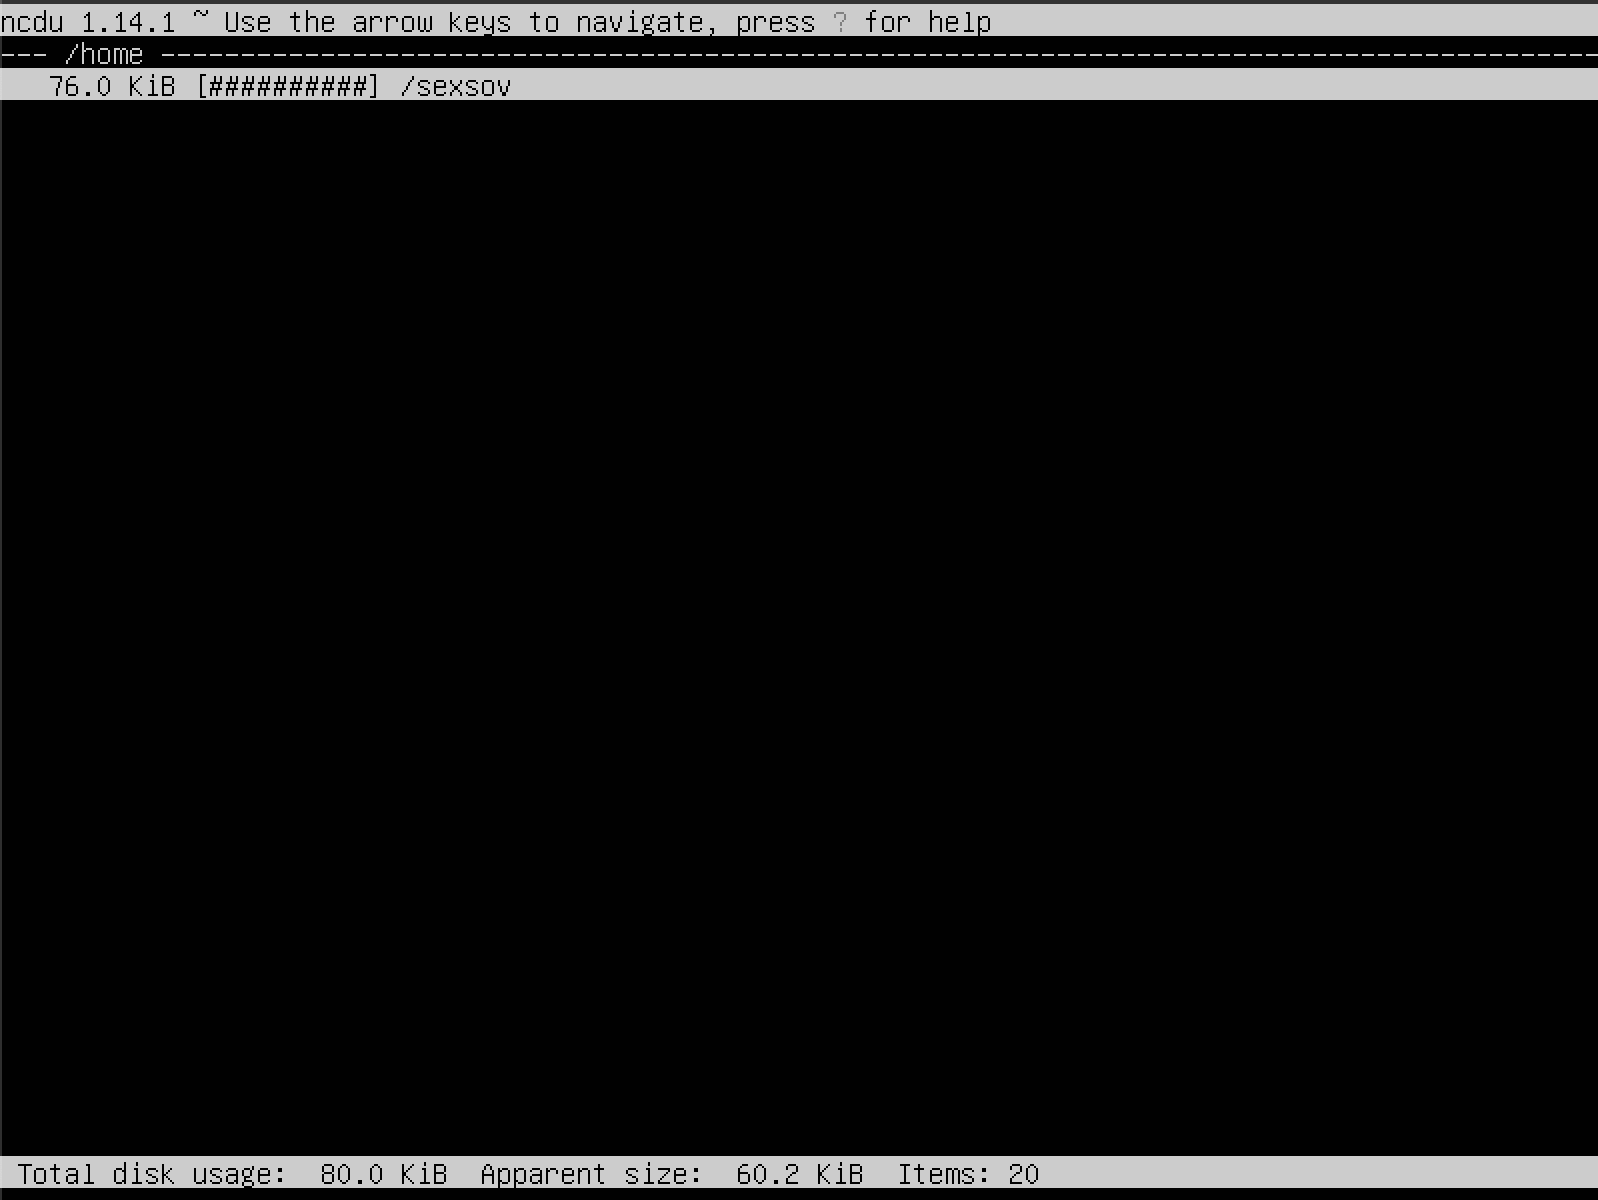 ncdu 1.14.1 ~ Use the arrow keys to navigate, press ? for help
--- /home ------------------------------------------------------------------------------------------
76.0 KiB [##########] /sexsov
Total disk usage: 80.0 KiB Apparent size: 60.2 KiB Items: 20